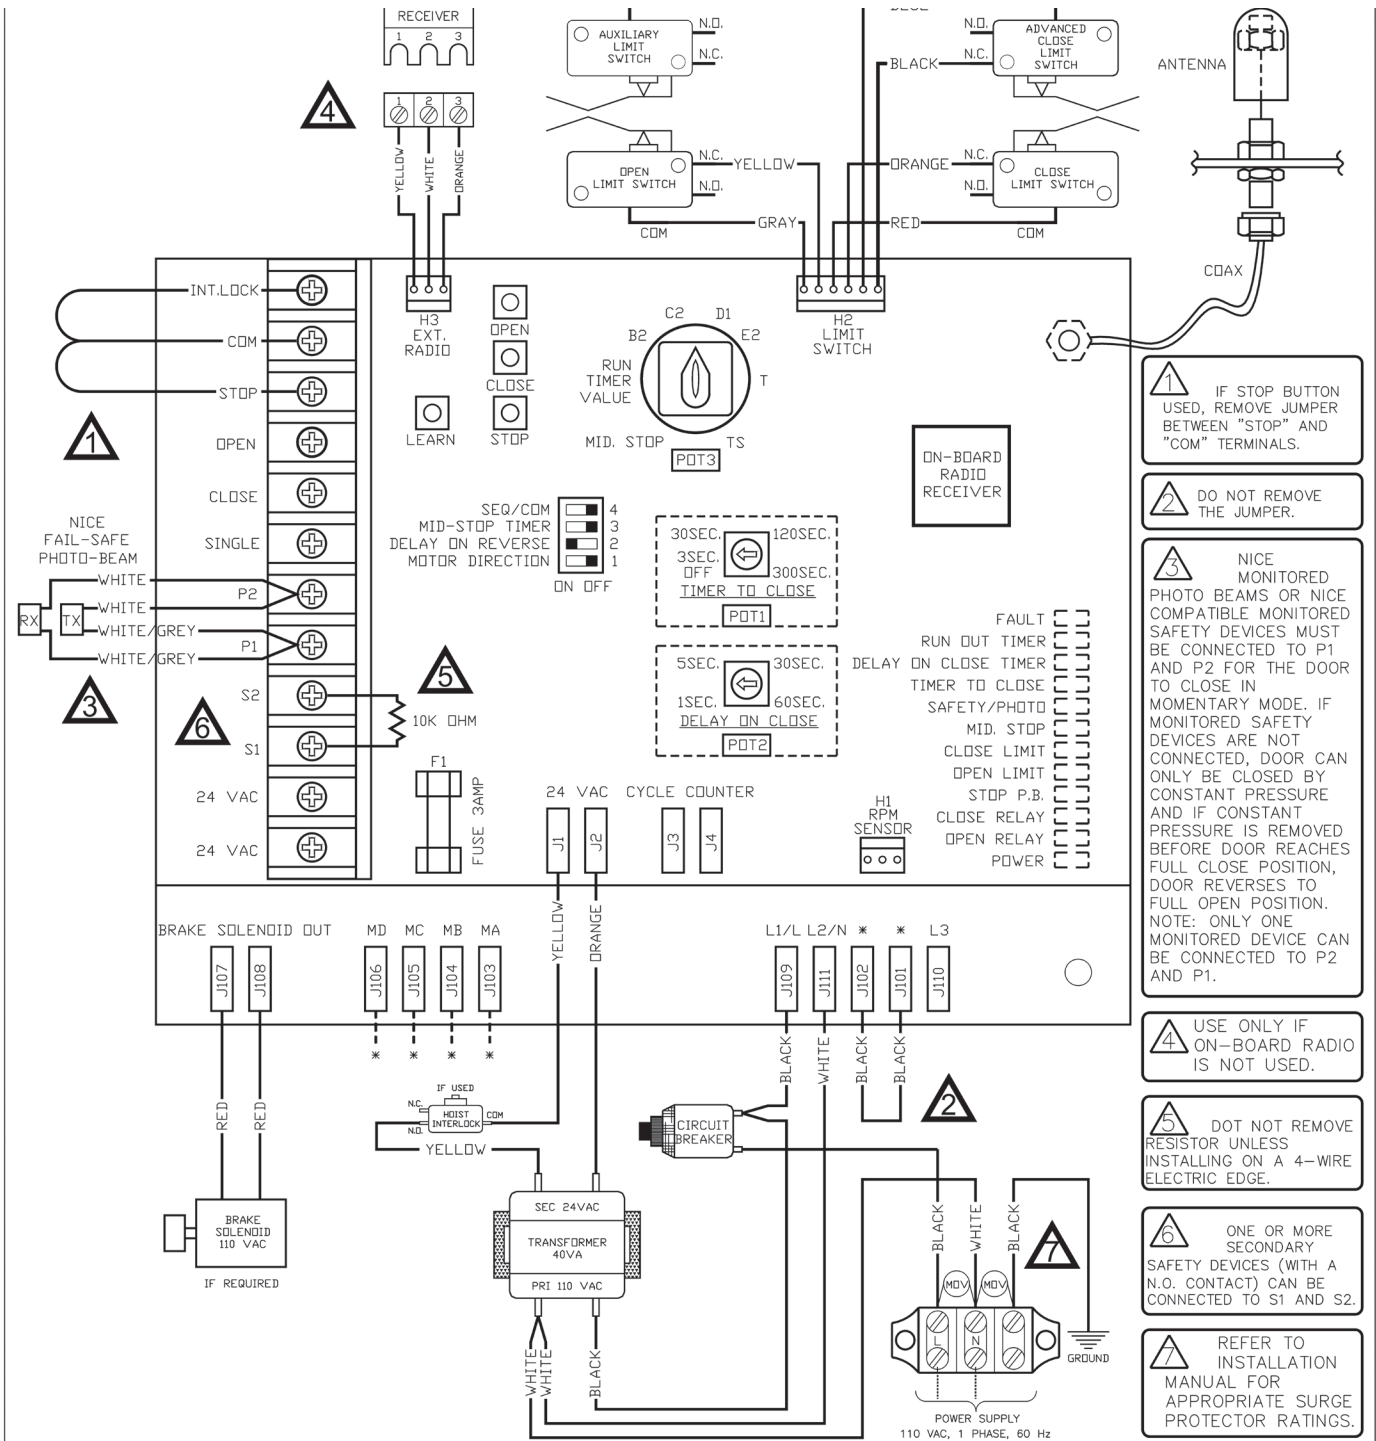 RECEIVER
1 2 3
4
1 2 3
YELLOW
WHITE
ORANGE
AUXILIARY
LIMIT
SWITCH
N.O.
N.C.
BLACK
N.O.
N.C.
ADVANCED
CLOSE
LIMIT
SWITCH
ANTENNA
OPEN
LIMIT SWITCH
N.C.
N.O.
YELLOW
GRAY
COM
ORANGE
RED
N.C.
N.O.
CLOSE
LIMIT SWITCH
COM
COAX
INT.LOCK
COM
STOP
OPEN
CLOSE
SINGLE
P2
P1
S2
S1
24 VAC
24 VAC
1
NICE
FAIL-SAFE
PHOTO-BEAM
WHITE
WHITE
WHITE/GREY
WHITE/GREY
RX
TX
3
6
5
10K OHM
H3
EXT.
RADIO
OPEN
CLOSE
LEARN
STOP
H2
LIMIT
SWITCH
C2 D1
B2 E2
RUN
TIMER
VALUE
T
MID. STOP
TS
POT3
ON-BOARD
RADIO
RECEIVER
SEQ/COM 4
MID-STOP TIMER 3
DELAY ON REVERSE 2
MOTOR DIRECTION 1
ON OFF
30SEC. 120SEC.
3SEC.
OFF 300SEC.
TIMER TO CLOSE
POT1
5SEC. 30SEC.
1SEC. 60SEC.
DELAY ON CLOSE
POT2
FAULT
RUN OUT TIMER
DELAY ON CLOSE TIMER
TIMER TO CLOSE
SAFETY/PHOTO
MID. STOP
CLOSE LIMIT
OPEN LIMIT
STOP P.B.
CLOSE RELAY
OPEN RELAY
POWER
F1
FUSE 3AMP
24 VAC
J1
J2
CYCLE COUNTER
J3
J4
H1
RPM
SENSOR
BRAKE SOLENOID OUT
J107
J108
MD MC MB MA
J106
J105
J104
J103
* * * *
YELLOW
ORANGE
L1/L L2/N * * L3
J109
J111
J102
J101
J110
BLACK
WHITE
BLACK
BLACK
2
RED
RED
BRAKE
SOLENOID
110 VAC
IF REQUIRED
IF USED
N.C.
N.O.
HOIST
INTERLOCK
COM
YELLOW
CIRCUIT
BREAKER
SEC 24VAC
TRANSFORMER
40VA
PRI 110 VAC
WHITE
WHITE
BLACK
BLACK
WHITE
BLACK
7
MOV
MOV
L
N
GROUND
POWER SUPPLY
110 VAC, 1 PHASE, 60 Hz
1
IF STOP BUTTON
USED, REMOVE JUMPER
BETWEEN "STOP" AND
"COM" TERMINALS.
2
DO NOT REMOVE
THE JUMPER.
3
NICE
MONITORED
PHOTO BEAMS OR NICE
COMPATIBLE MONITORED
SAFETY DEVICES MUST
BE CONNECTED TO P1
AND P2 FOR THE DOOR
TO CLOSE IN
MOMENTARY MODE. IF
MONITORED SAFETY
DEVICES ARE NOT
CONNECTED, DOOR CAN
ONLY BE CLOSED BY
CONSTANT PRESSURE
AND IF CONSTANT
PRESSURE IS REMOVED
BEFORE DOOR REACHES
FULL CLOSE POSITION,
DOOR REVERSES TO
FULL OPEN POSITION.
NOTE: ONLY ONE
MONITORED DEVICE CAN
BE CONNECTED TO P2
AND P1.
4
USE ONLY IF
ON-BOARD RADIO
IS NOT USED.
5
DOT NOT REMOVE
RESISTOR UNLESS
INSTALLING ON A 4-WIRE
ELECTRIC EDGE.
6
ONE OR MORE
SECONDARY
SAFETY DEVICES (WITH A
N.O. CONTACT) CAN BE
CONNECTED TO S1 AND S2.
7
REFER TO
INSTALLATION
MANUAL FOR
APPROPRIATE SURGE
PROTECTOR RATINGS.